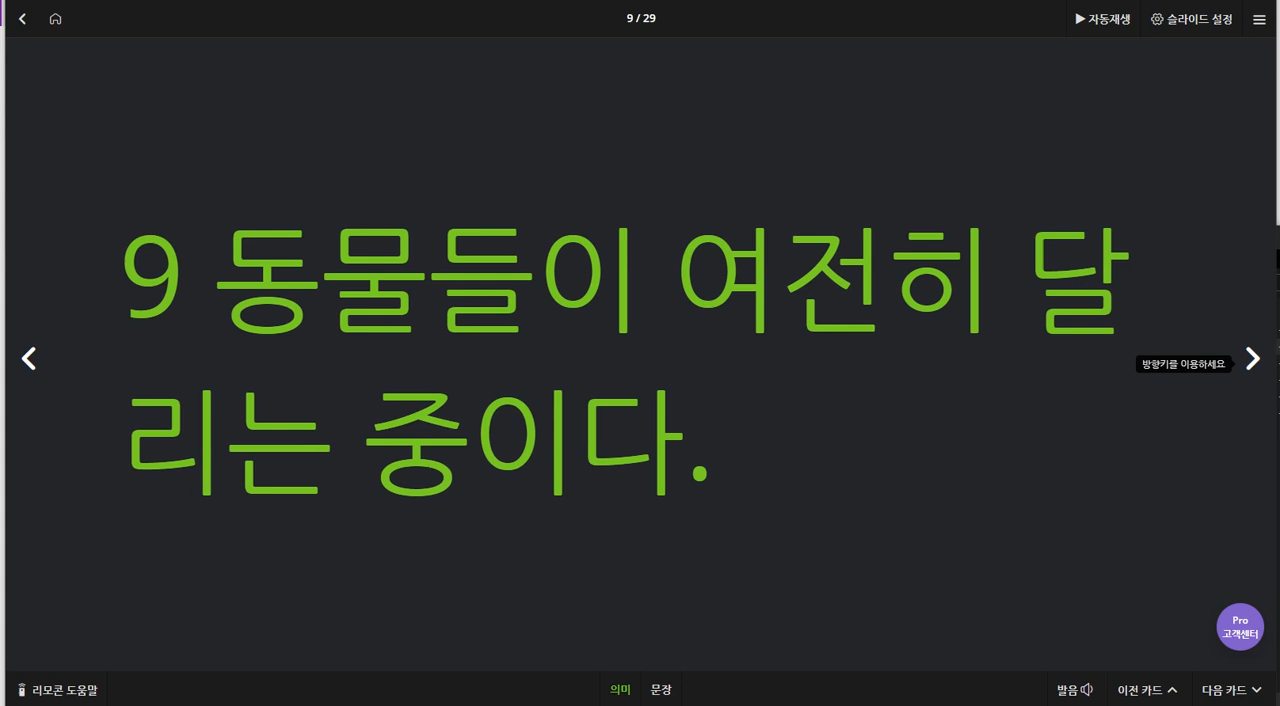 9 / 29
자동재생
슬라이드 설정
9 동물들이 여전히 달
리는 중이다.
방향키를 이용하세요
Pro
고객센터
리모콘 도움말
의미
문장
발음
이전 카드
다음 카드